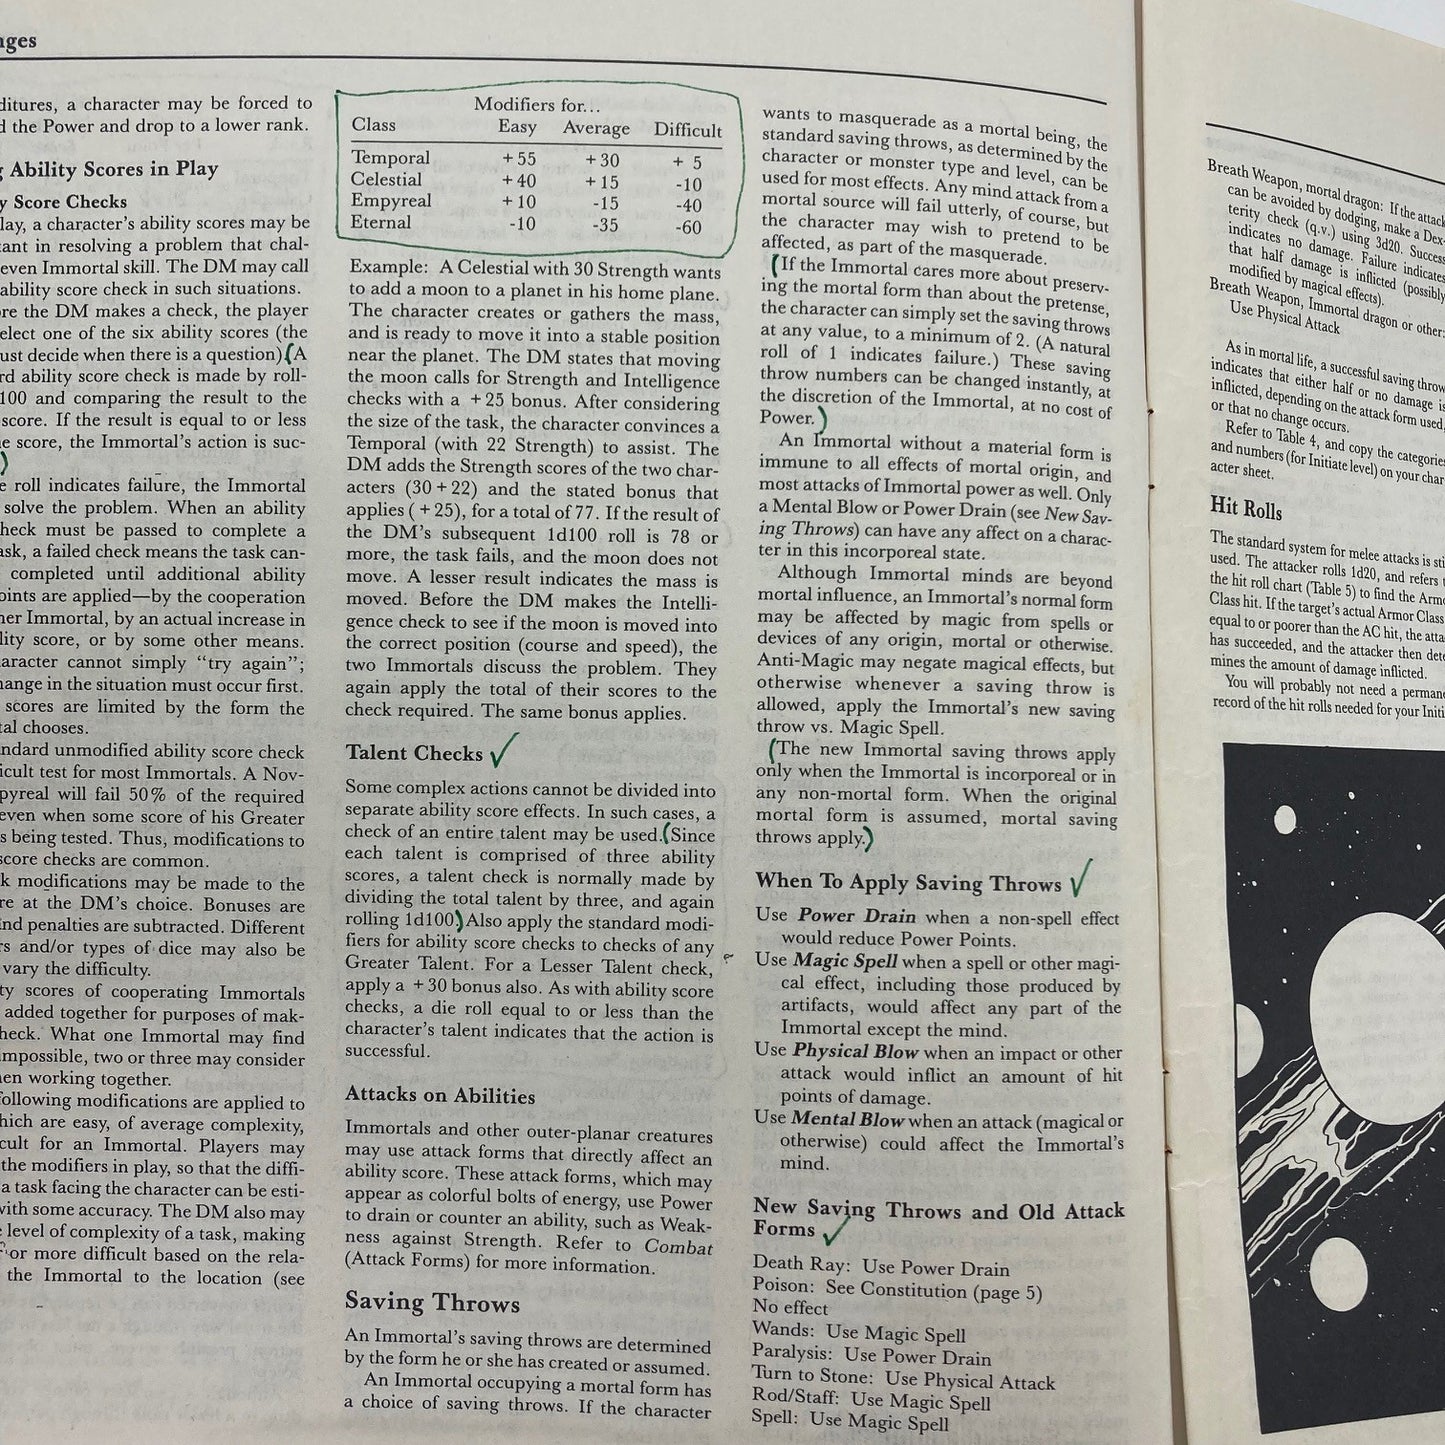 ditures, a character may be forced to
the Power and drop to a lower rank.
Ability Scores in Play
Score Checks
a character's ability scores may be
in resolving a problem that chal-
even Immortal skill. The DM may call
ability score check in such situations.
the DM makes a check, the player
select one of the six ability scores (the
must decide when there is a question). (A
ability score check is made by roll-
100 and comparing the result to the
score. If the result is equal to or less
score, the Immortal's action is suc-
)
roll indicates failure, the Immortal
solve the problem. When an ability
check must be passed to complete a
task, a failed check means the task can-
completed until additional ability
points are applied—by the cooperation
Immortal, by an actual increase in
ability score, or by some other means.
character cannot simply "try again";
change in the situation must occur first.
scores are limited by the form the
chooses.
standard unmodified ability score check
test for most Immortals. A Nov-
will fail 50% of the required
even when some score of his Greater
is being tested. Thus, modifications to
score checks are common.
modifications may be made to the
at the DM's choice. Bonuses are
and penalties are subtracted. Different
and/or types of dice may also be
vary the difficulty.
scores of cooperating Immortals
added together for purposes of mak-
check. What one Immortal may find
impossible, two or three may consider
when working together.
following modifications are applied to
which are easy, of average complexity,
for an Immortal. Players may
the modifiers in play, so that the diffi-
a task facing the character can be esti-
with some accuracy. The DM also may
level of complexity of a task, making
or more difficult based on the rela-
the Immortal to the location (see
Modifiers for...
Class Easy Average Difficult
Temporal +55 +30 + 5
Celestial +40 +15 -10
Empyreal +10 -15 -40
Eternal -10 -35 -60
Example: A Celestial with 30 Strength wants
to add a moon to a planet in his home plane.
The character creates or gathers the mass,
and is ready to move it into a stable position
near the planet. The DM states that moving
the moon calls for Strength and Intelligence
checks with a +25 bonus. After considering
the size of the task, the character convinces a
Temporal (with 22 Strength) to assist. The
DM adds the Strength scores of the two char-
acters (30 + 22) and the stated bonus that
applies (+25), for a total of 77. If the result of
the DM's subsequent 1d100 roll is 78 or
more, the task fails, and the moon does not
move. A lesser result indicates the mass is
moved. Before the DM makes the Intelli-
gence check to see if the moon is moved into
the correct position (course and speed), the
two Immortals discuss the problem. They
again apply the total of their scores to the
check required. The same bonus applies.
Talent Checks ✓
Some complex actions cannot be divided into
separate ability score effects. In such cases, a
check of an entire talent may be used. (Since
each talent is comprised of three ability
scores, a talent check is normally made by
dividing the total talent by three, and again
rolling 1d100.) Also apply the standard modi-
fiers for ability score checks to checks of any
Greater Talent. For a Lesser Talent check,
apply a +30 bonus also. As with ability score
checks, a die roll equal to or less than the
character's talent indicates that the action is
successful.
Attacks on Abilities
Immortals and other outer-planar creatures
may use attack forms that directly affect an
ability score. These attack forms, which may
appear as colorful bolts of energy, use Power
to drain or counter an ability, such as Weak-
ness against Strength. Refer to Combat
(Attack Forms) for more information.
Saving Throws
An Immortal's saving throws are determined
by the form he or she has created or assumed.
An Immortal occupying a mortal form has
a choice of saving throws. If the character
wants to masquerade as a mortal being, the
standard saving throws, as determined by the
character or monster type and level, can be
used for most effects. Any mind attack from a
mortal source will fail utterly, of course, but
the character may wish to pretend to be
affected, as part of the masquerade.
(If the Immortal cares more about preserv-
ing the mortal form than about the pretense,
the character can simply set the saving throws
at any value, to a minimum of 2. (A natural
roll of 1 indicates failure.) These saving
throw numbers can be changed instantly, at
the discretion of the Immortal, at no cost of
Power.)
An Immortal without a material form is
immune to all effects of mortal origin, and
most attacks of Immortal power as well. Only
a Mental Blow or Power Drain (see New Sav-
ing Throws) can have any affect on a charac-
ter in this incorporeal state.
Although Immortal minds are beyond
mortal influence, an Immortal's normal form
may be affected by magic from spells or
devices of any origin, mortal or otherwise.
Anti-Magic may negate magical effects, but
otherwise whenever a saving throw is
allowed, apply the Immortal's new saving
throw vs. Magic Spell.
(The new Immortal saving throws apply
only when the Immortal is incorporeal or in
any non-mortal form. When the original
mortal form is assumed, mortal saving
throws apply.)
When To Apply Saving Throws ✓
Use Power Drain when a non-spell effect
would reduce Power Points.
Use Magic Spell when a spell or other magi-
cal effect, including those produced by
artifacts, would affect any part of the
Immortal except the mind.
Use Physical Blow when an impact or other
attack would inflict an amount of hit
points of damage.
Use Mental Blow when an attack (magical or
otherwise) could affect the Immortal's
mind.
New Saving Throws and Old Attack
Forms ✓
Death Ray: Use Power Drain
Poison: See Constitution (page 5)
No effect
Wands: Use Magic Spell
Paralysis: Use Power Drain
Turn to Stone: Use Physical Attack
Rod/Staff: Use Magic Spell
Spell: Use Magic Spell
Breath Weapon, mortal dragon: If the attack
can be avoided by dodging, make a Dex-
terity check (q.v.) using 3d20. Success
indicates no damage. Failure indicates
that half damage is inflicted (possibly
modified by magical effects).
Breath Weapon, Immortal dragon or other:
Use Physical Attack
As in mortal life, a successful saving throw
indicates that either half or no damage is
inflicted, depending on the attack form used,
or that no change occurs.
Refer to Table 4, and copy the categories
and numbers (for Initiate level) on your char-
acter sheet.
Hit Rolls
The standard system for melee attacks is
used. The attacker rolls 1d20, and refers
the hit roll chart (Table 5) to find the
Class hit. If the target's actual Armor Class
equal to or poorer than the AC hit, the
has succeeded, and the attacker then
mines the amount of damage inflicted.
You will probably not need a
record of the hit rolls needed for your